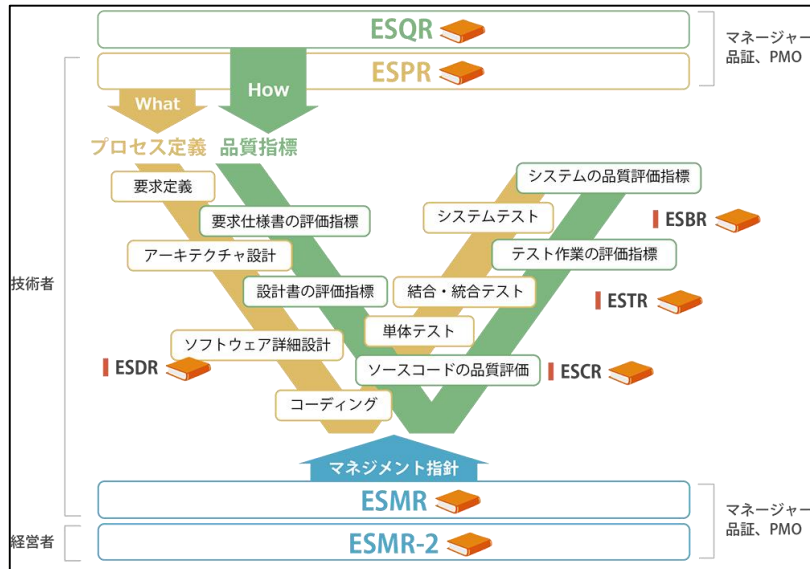 ESQR
マネージャー
品証、PMO
ESPR
What
How
プロセス定義
品質指標
要求定義
システムの品質評価指標
要求仕様書の評価指標
システムテスト
ESBR
アーキテクチャ設計
テスト作業の評価指標
技術者
設計書の評価指標
結合・統合テスト
ESTR
単体テスト
ソフトウェア詳細設計
ESDR
ソースコードの品質評価
ESCR
コーディング
マネジメント指針
ESMR
マネージャー
品証、PMO
経営者
ESMR-2